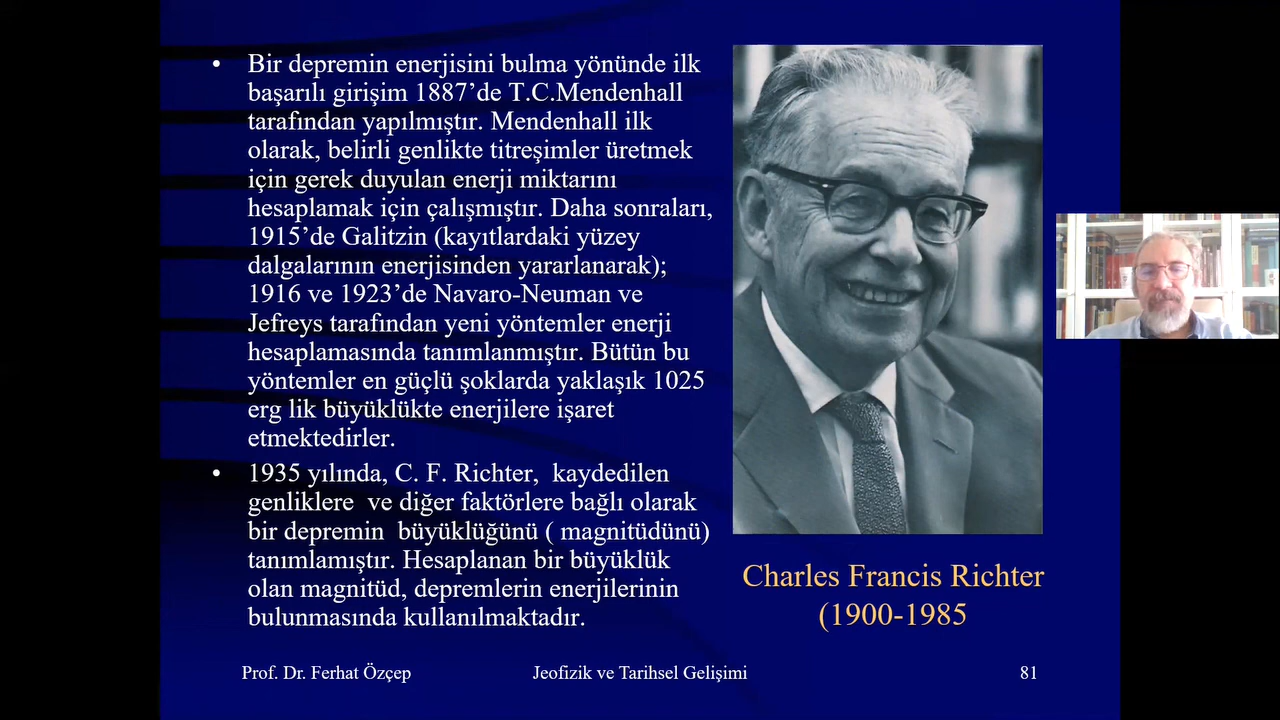 • Bir depremin enerjisini bulma yönünde ilk
başarılı girişim 1887’de T.C.Mendenhall
tarafından yapılmıştır. Mendenhall ilk
olarak, belirli genlikte titreşimler üretmek
için gerek duyulan enerji miktarını
hesaplamak için çalışmıştır. Daha sonraları,
1915’de Galitzin (kayıtlardaki yüzey
dalgalarının enerjisinden yararlanarak);
1916 ve 1923’de Navaro-Neuman ve
Jefreys tarafından yeni yöntemler enerji
hesaplamasında tanımlanmıştır. Bütün bu
yöntemler en güçlü şoklarda yaklaşık 1025
erg lik büyüklükte enerjilere işaret
etmektedirler.
• 1935 yılında, C. F. Richter, kaydedilen
genliklere ve diğer faktörlere bağlı olarak
bir depremin büyüklüğünü ( magnitüdünü)
tanımlamıştır. Hesaplanan bir büyüklük
olan magnitüd, depremlerin enerjilerinin
bulunmasında kullanılmaktadır.
Charles Francis Richter
(1900-1985
Prof. Dr. Ferhat Özçep
Jeofizik ve Tarihsel Gelişimi
81